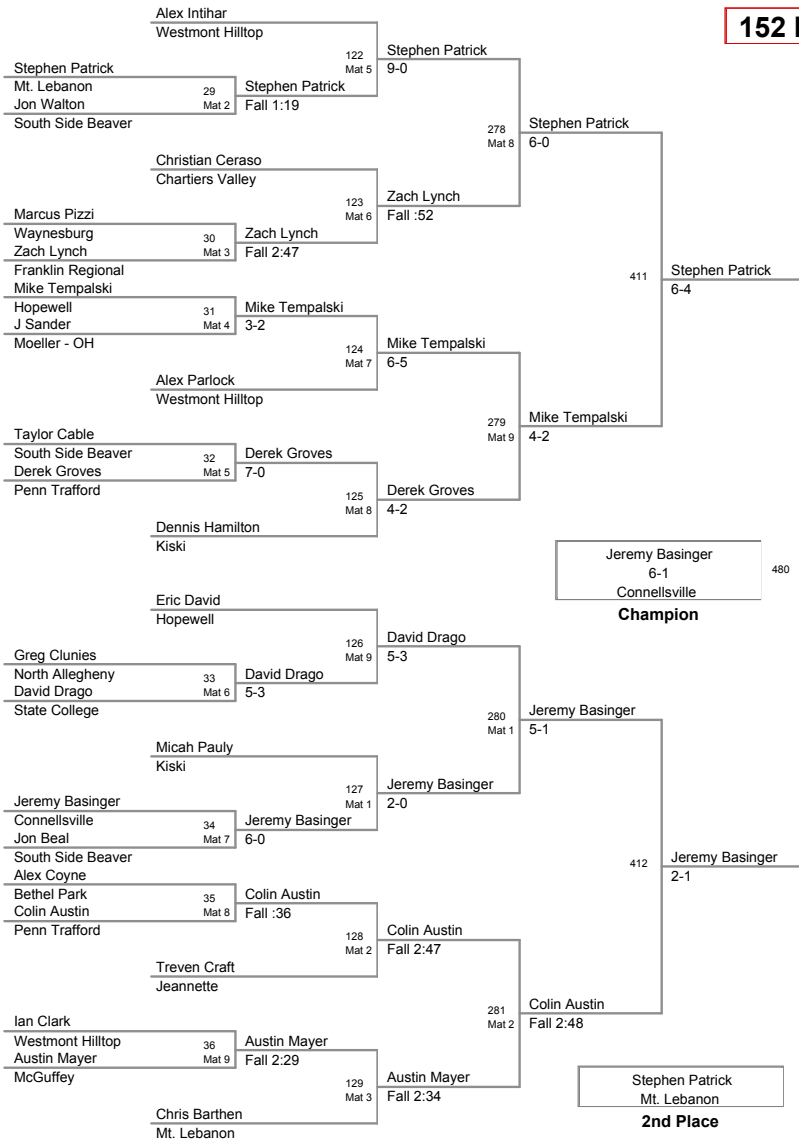 Alex Intihar
152
Westmont Hilltop
122
Mat 5
Stephen Patrick
9-0
Stephen Patrick
Mt. Lebanon
29
Mat 2
Stephen Patrick
Fall 1:19
Jon Walton
South Side Beaver
278
Mat 8
Stephen Patrick
6-0
Christian Ceraso
Chartiers Valley
123
Mat 6
Zach Lynch
Fall :52
Marcus Pizzi
Waynesburg
30
Mat 3
Zach Lynch
Fall 2:47
Zach Lynch
Franklin Regional
411
Stephen Patrick
6-4
Mike Tempalski
Hopewell
31
Mat 4
Mike Tempalski
3-2
J Sander
Moeller - OH
124
Mat 7
Mike Tempalski
6-5
Alex Parlock
Westmont Hilltop
279
Mat 9
Mike Tempalski
4-2
Taylor Cable
South Side Beaver
32
Mat 5
Derek Groves
7-0
Derek Groves
Penn Trafford
125
Mat 8
Derek Groves
4-2
Dennis Hamilton
Kiski
Jeremy Basinger
6-1
Connellsville
480
Champion
Eric David
Hopewell
126
Mat 9
David Drago
5-3
Greg Clunies
North Allegheny
33
Mat 6
David Drago
5-3
David Drago
State College
280
Mat 1
Jeremy Basinger
5-1
Micah Pauly
Kiski
127
Mat 1
Jeremy Basinger
2-0
Jeremy Basinger
Connellsville
34
Mat 7
Jeremy Basinger
6-0
Jon Beal
South Side Beaver
412
Jeremy Basinger
2-1
Alex Coyne
Bethel Park
35
Mat 8
Colin Austin
Fall :36
Colin Austin
Penn Trafford
128
Mat 2
Colin Austin
Fall 2:47
Treven Craft
Jeannette
281
Mat 2
Colin Austin
Fall 2:48
Ian Clark
Westmont Hilltop
36
Mat 9
Austin Mayer
Fall 2:29
Austin Mayer
McGuffey
129
Mat 3
Austin Mayer
Fall 2:34
Chris Barthen
Mt. Lebanon
Stephen Patrick
Mt. Lebanon
2nd Place